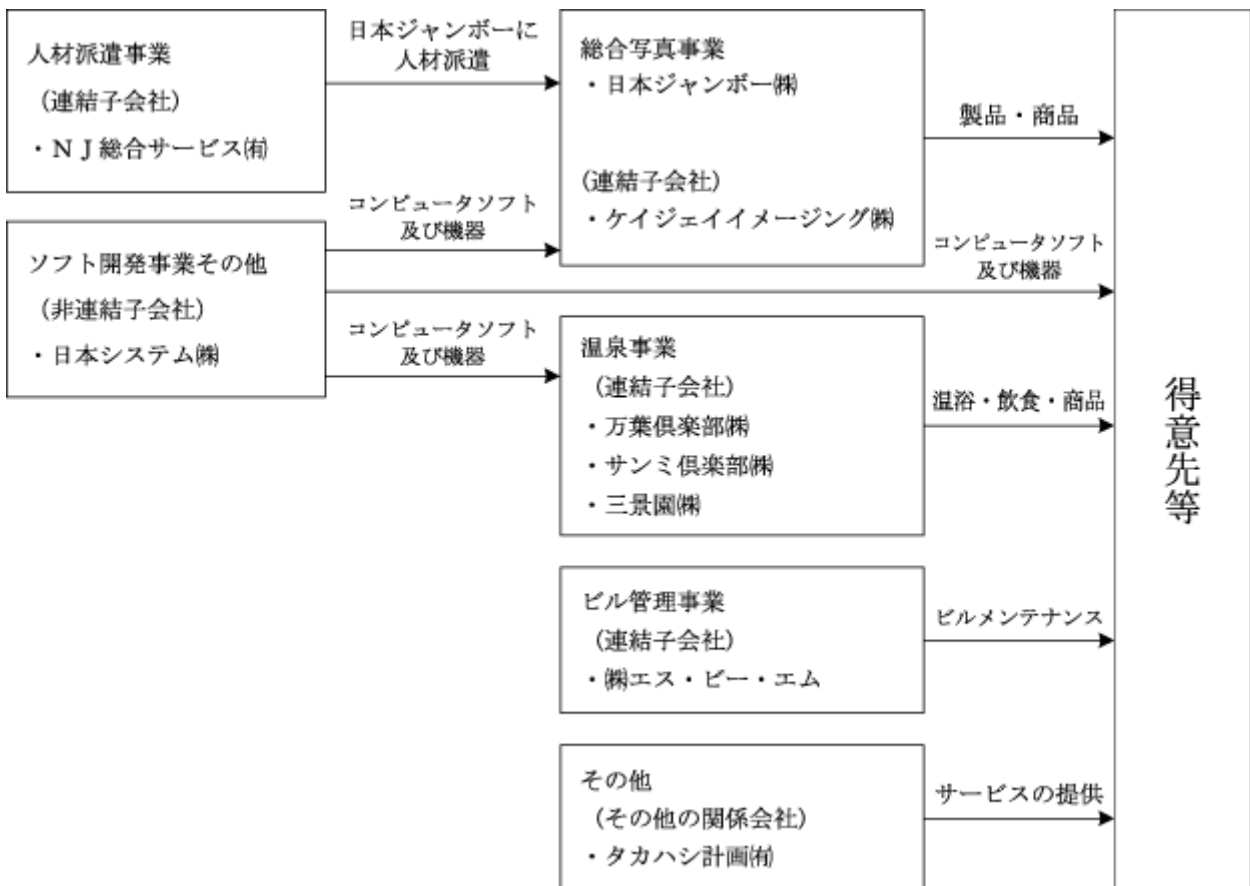 人材派遣事業
（連結子会社）
・ＮＪ総合サービス㈲
日本ジャンボーに
人材派遣
総合写真事業
・日本ジャンボー㈱
（連結子会社）
・ケイジェイイメージング㈱
製品・商品
ソフト開発事業その他
（非連結子会社）
・日本システム㈱
コンピュータソフト
及び機器
コンピュータソフト
及び機器
コンピュータソフト
及び機器
温泉事業
（連結子会社）
・万葉倶楽部㈱
・サンミ倶楽部㈱
・三景園㈱
温浴・飲食・商品
ビル管理事業
（連結子会社）
・㈱エス・ビー・エム
ビルメンテナンス
その他
（その他の関係会社）
・タカハシ計画㈲
サービスの提供
得意先等